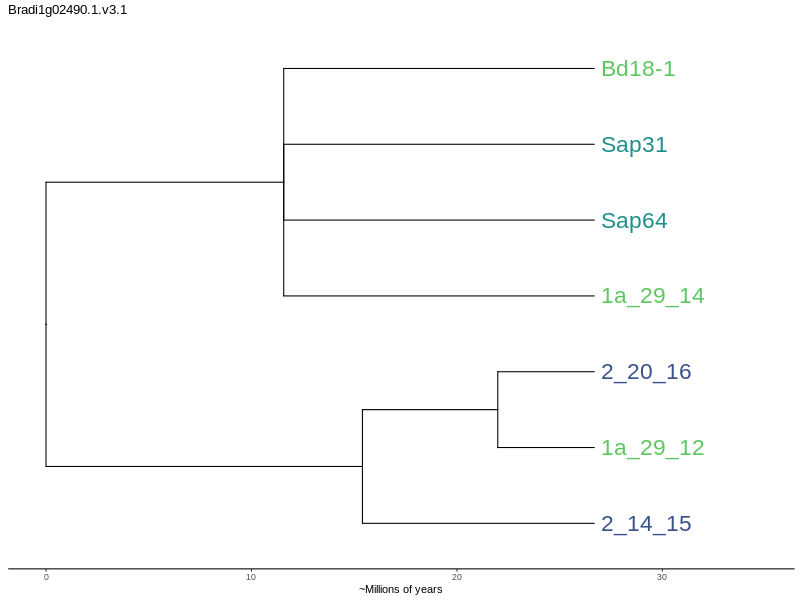 Bradi1g02490.1.v3.1
Bd18-1
Sap31
Sap64
1a_29_14
2_20_16
1a_29_12
2_14_15
0 10 20 30
~Millions of years